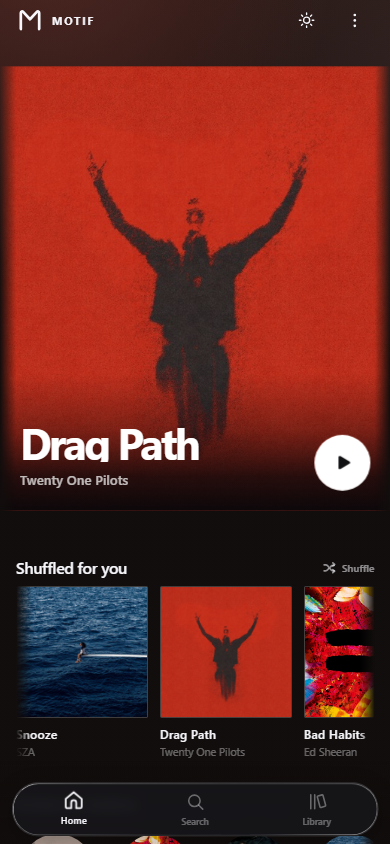 MOTIF
Drag Path
Twenty One Pilots
Shuffled for you
Shuffle
Snooze
Drag Path
Bad Habits
SZA
Twenty One Pilots
Ed Sheeran
Home
Search
Library